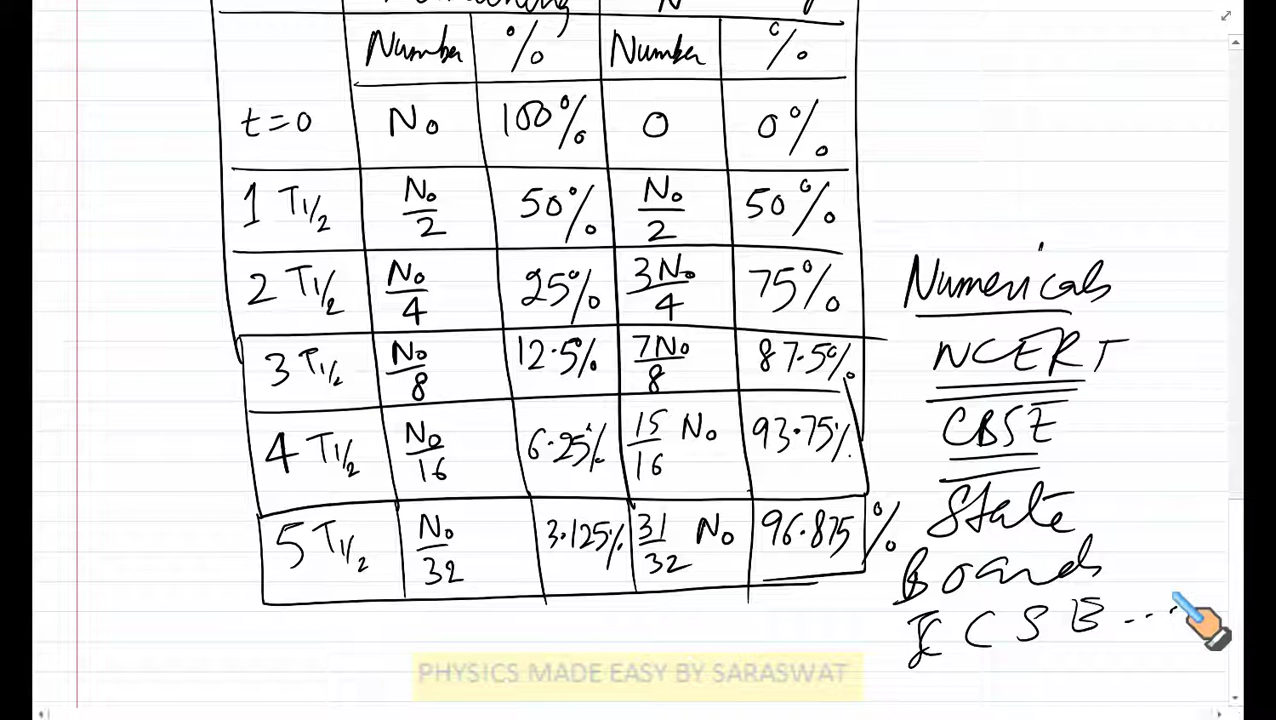 Number % Number %
t=0 N₀ 100% 0 0%
1 T1/2 N₀/2 50% N₀/2 50%
2 T1/2 N₀/4 25% 3N₀/4 75%
3 T1/2 N₀/8 12.5% 7N₀/8 87.5%
4 T1/2 N₀/16 6.25% 15/16 N₀ 93.75%
5 T1/2 N₀/32 3.125% 31/32 N₀ 96.875%
Numericals
NCERT
CBSE
State
Boards
ICSE...
PHYSICS MADE EASY BY SARASWAT